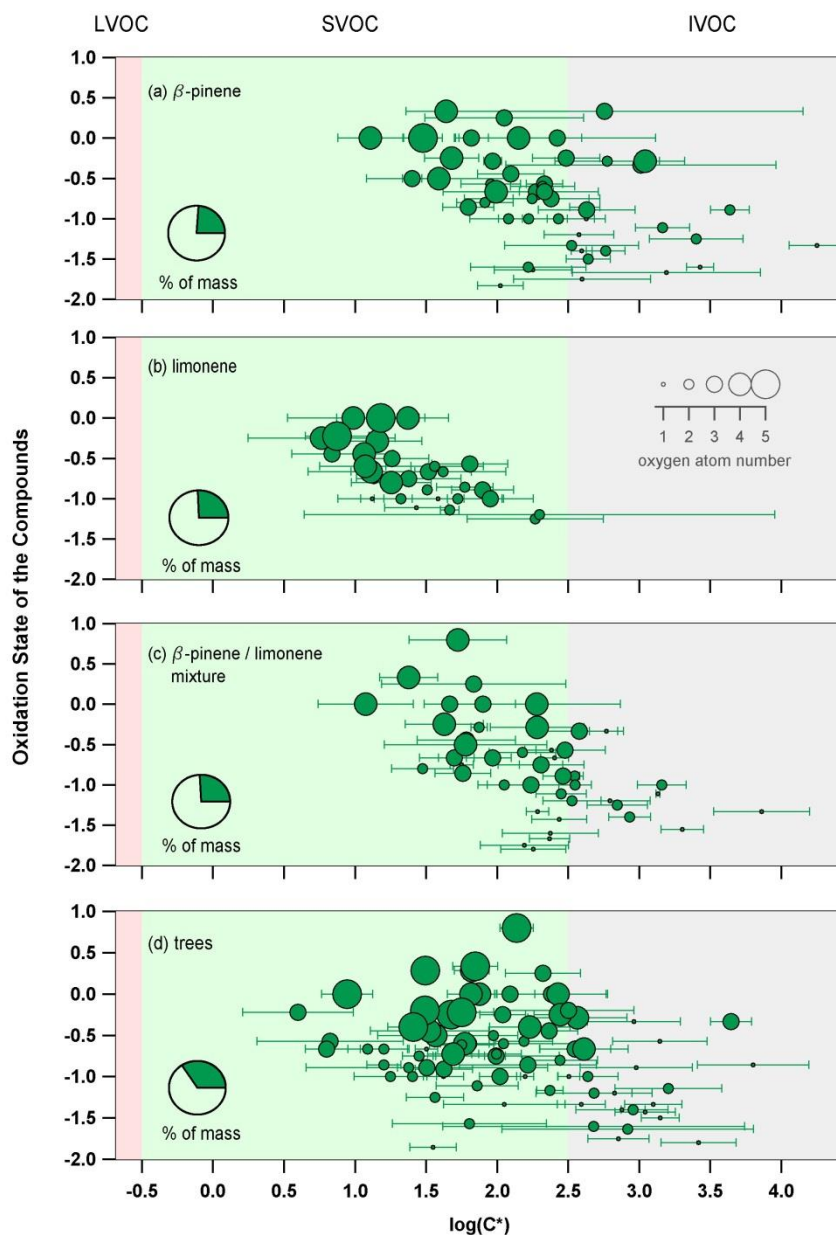 LVOC SVOC IVOC
1.0
0.5
0.0
-0.5
-1.0
-1.5
-2.0
(a) β-pinene
% of mass
1.0
0.5
0.0
-0.5
-1.0
-1.5
-2.0
(b) limonene
% of mass
1 2 3 4 5
oxygen atom number
Oxidation State of the Compounds
1.0
0.5
0.0
-0.5
-1.0
-1.5
-2.0
(c) β-pinene / limonene
mixture
% of mass
1.0
0.5
0.0
-0.5
-1.0
-1.5
-2.0
(d) trees
% of mass
-0.5 0.0 0.5 1.0 1.5 2.0 2.5 3.0 3.5 4.0
log(C*)